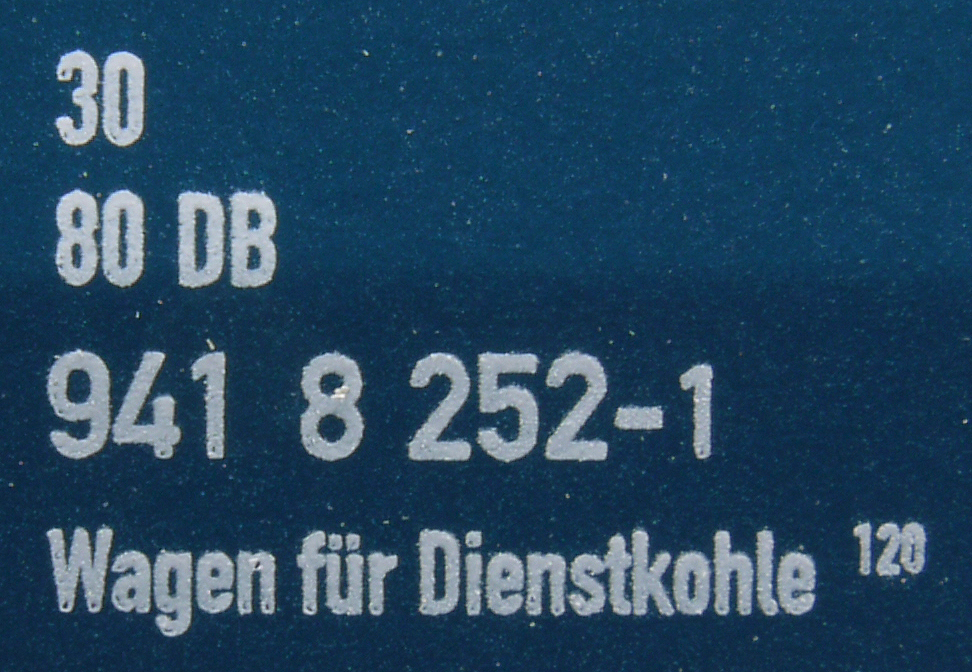 30
80 DB
941 8 252-1
Wagen für Dienstkohle 120